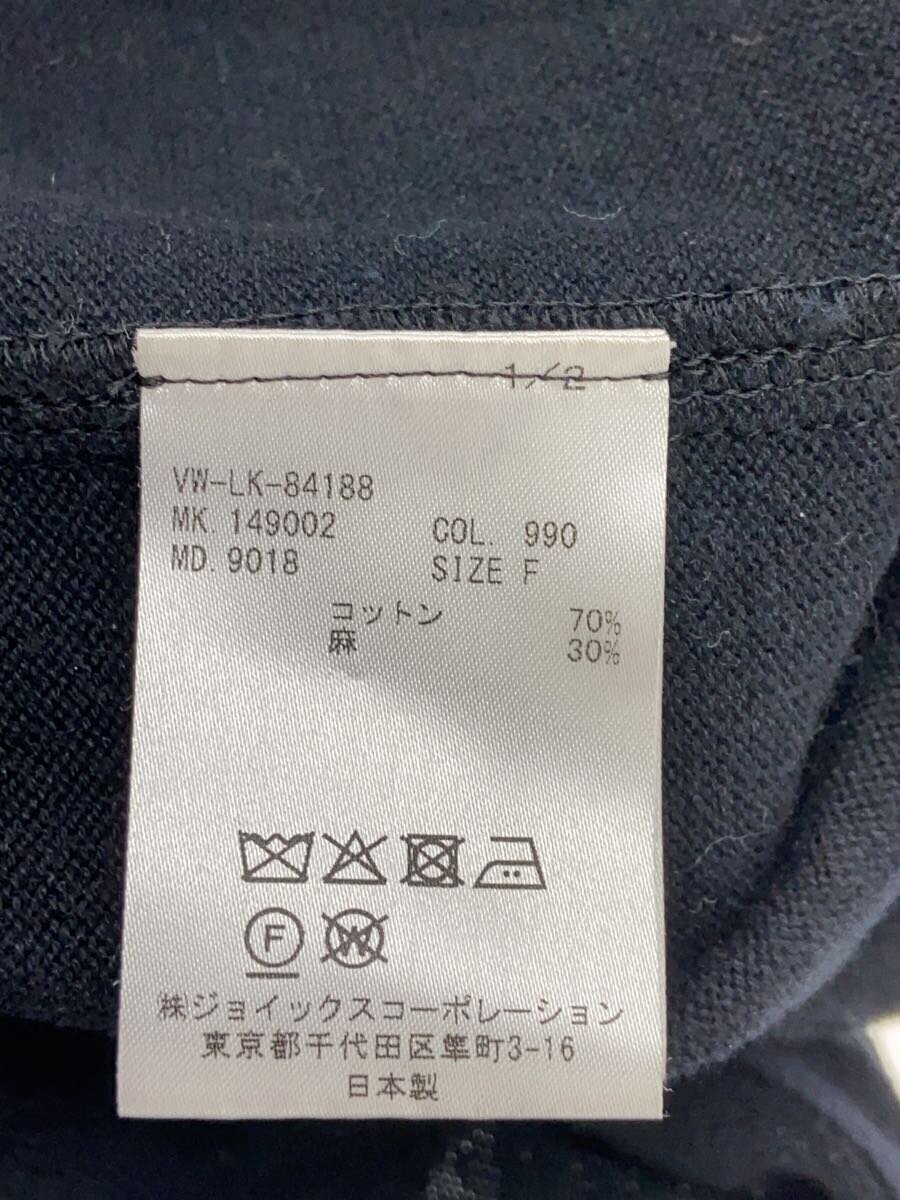 1/2
VW-LK-84188
MK. 149002 COL. 990
MD. 9018 SIZE F
コットン 70%
麻 30%
F W
㈱ジョイックスコーポレーション
東京都千代田区隼町3-16
日本製